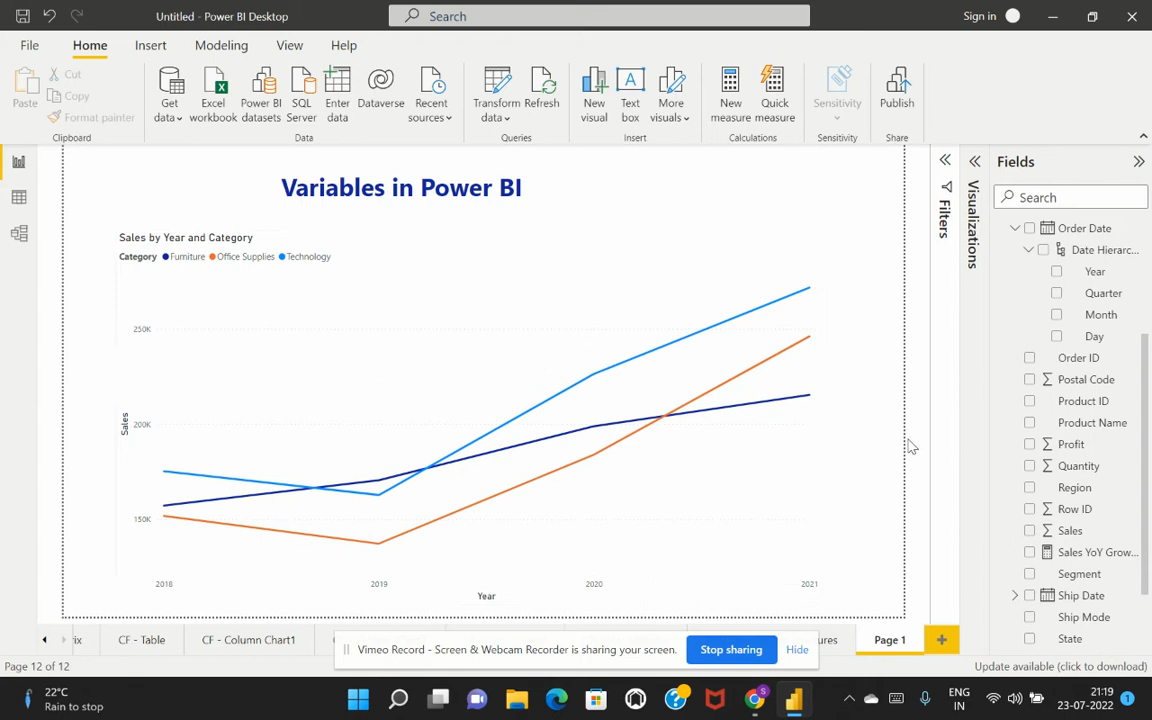 Untitled - Power BI Desktop
Search
Sign in
File
Home
Insert
Modeling
View
Help
Paste
Cut
Copy
Format painter
Clipboard
Get data
Excel workbook
Power BI datasets
SQL Server
Enter data
Dataverse
Recent sources
Data
Transform data
Refresh
Queries
New visual
Text box
More visuals
Insert
New measure
Quick measure
Calculations
Sensitivity
Sensitivity
Publish
Share
Variables in Power BI
Sales by Year and Category
Category Furniture Office Supplies Technology
250K
200K
150K
Sales
2018 2019 2020 2021
Year
Filters
Visualizations
Fields
Search
Order Date
Date Hierarc...
Year
Quarter
Month
Day
Order ID
Postal Code
Product ID
Product Name
Profit
Quantity
Region
Row ID
Sales
Sales YoY Grow...
Segment
Ship Date
Ship Mode
State
rix
CF - Table
CF - Column Chart1
ures
Page 1
Vimeo Record - Screen & Webcam Recorder is sharing your screen.
Stop sharing
Hide
Page 12 of 12
Update available (click to download)
22°C
Rain to stop
ENG
IN
21:19
23-07-2022
1